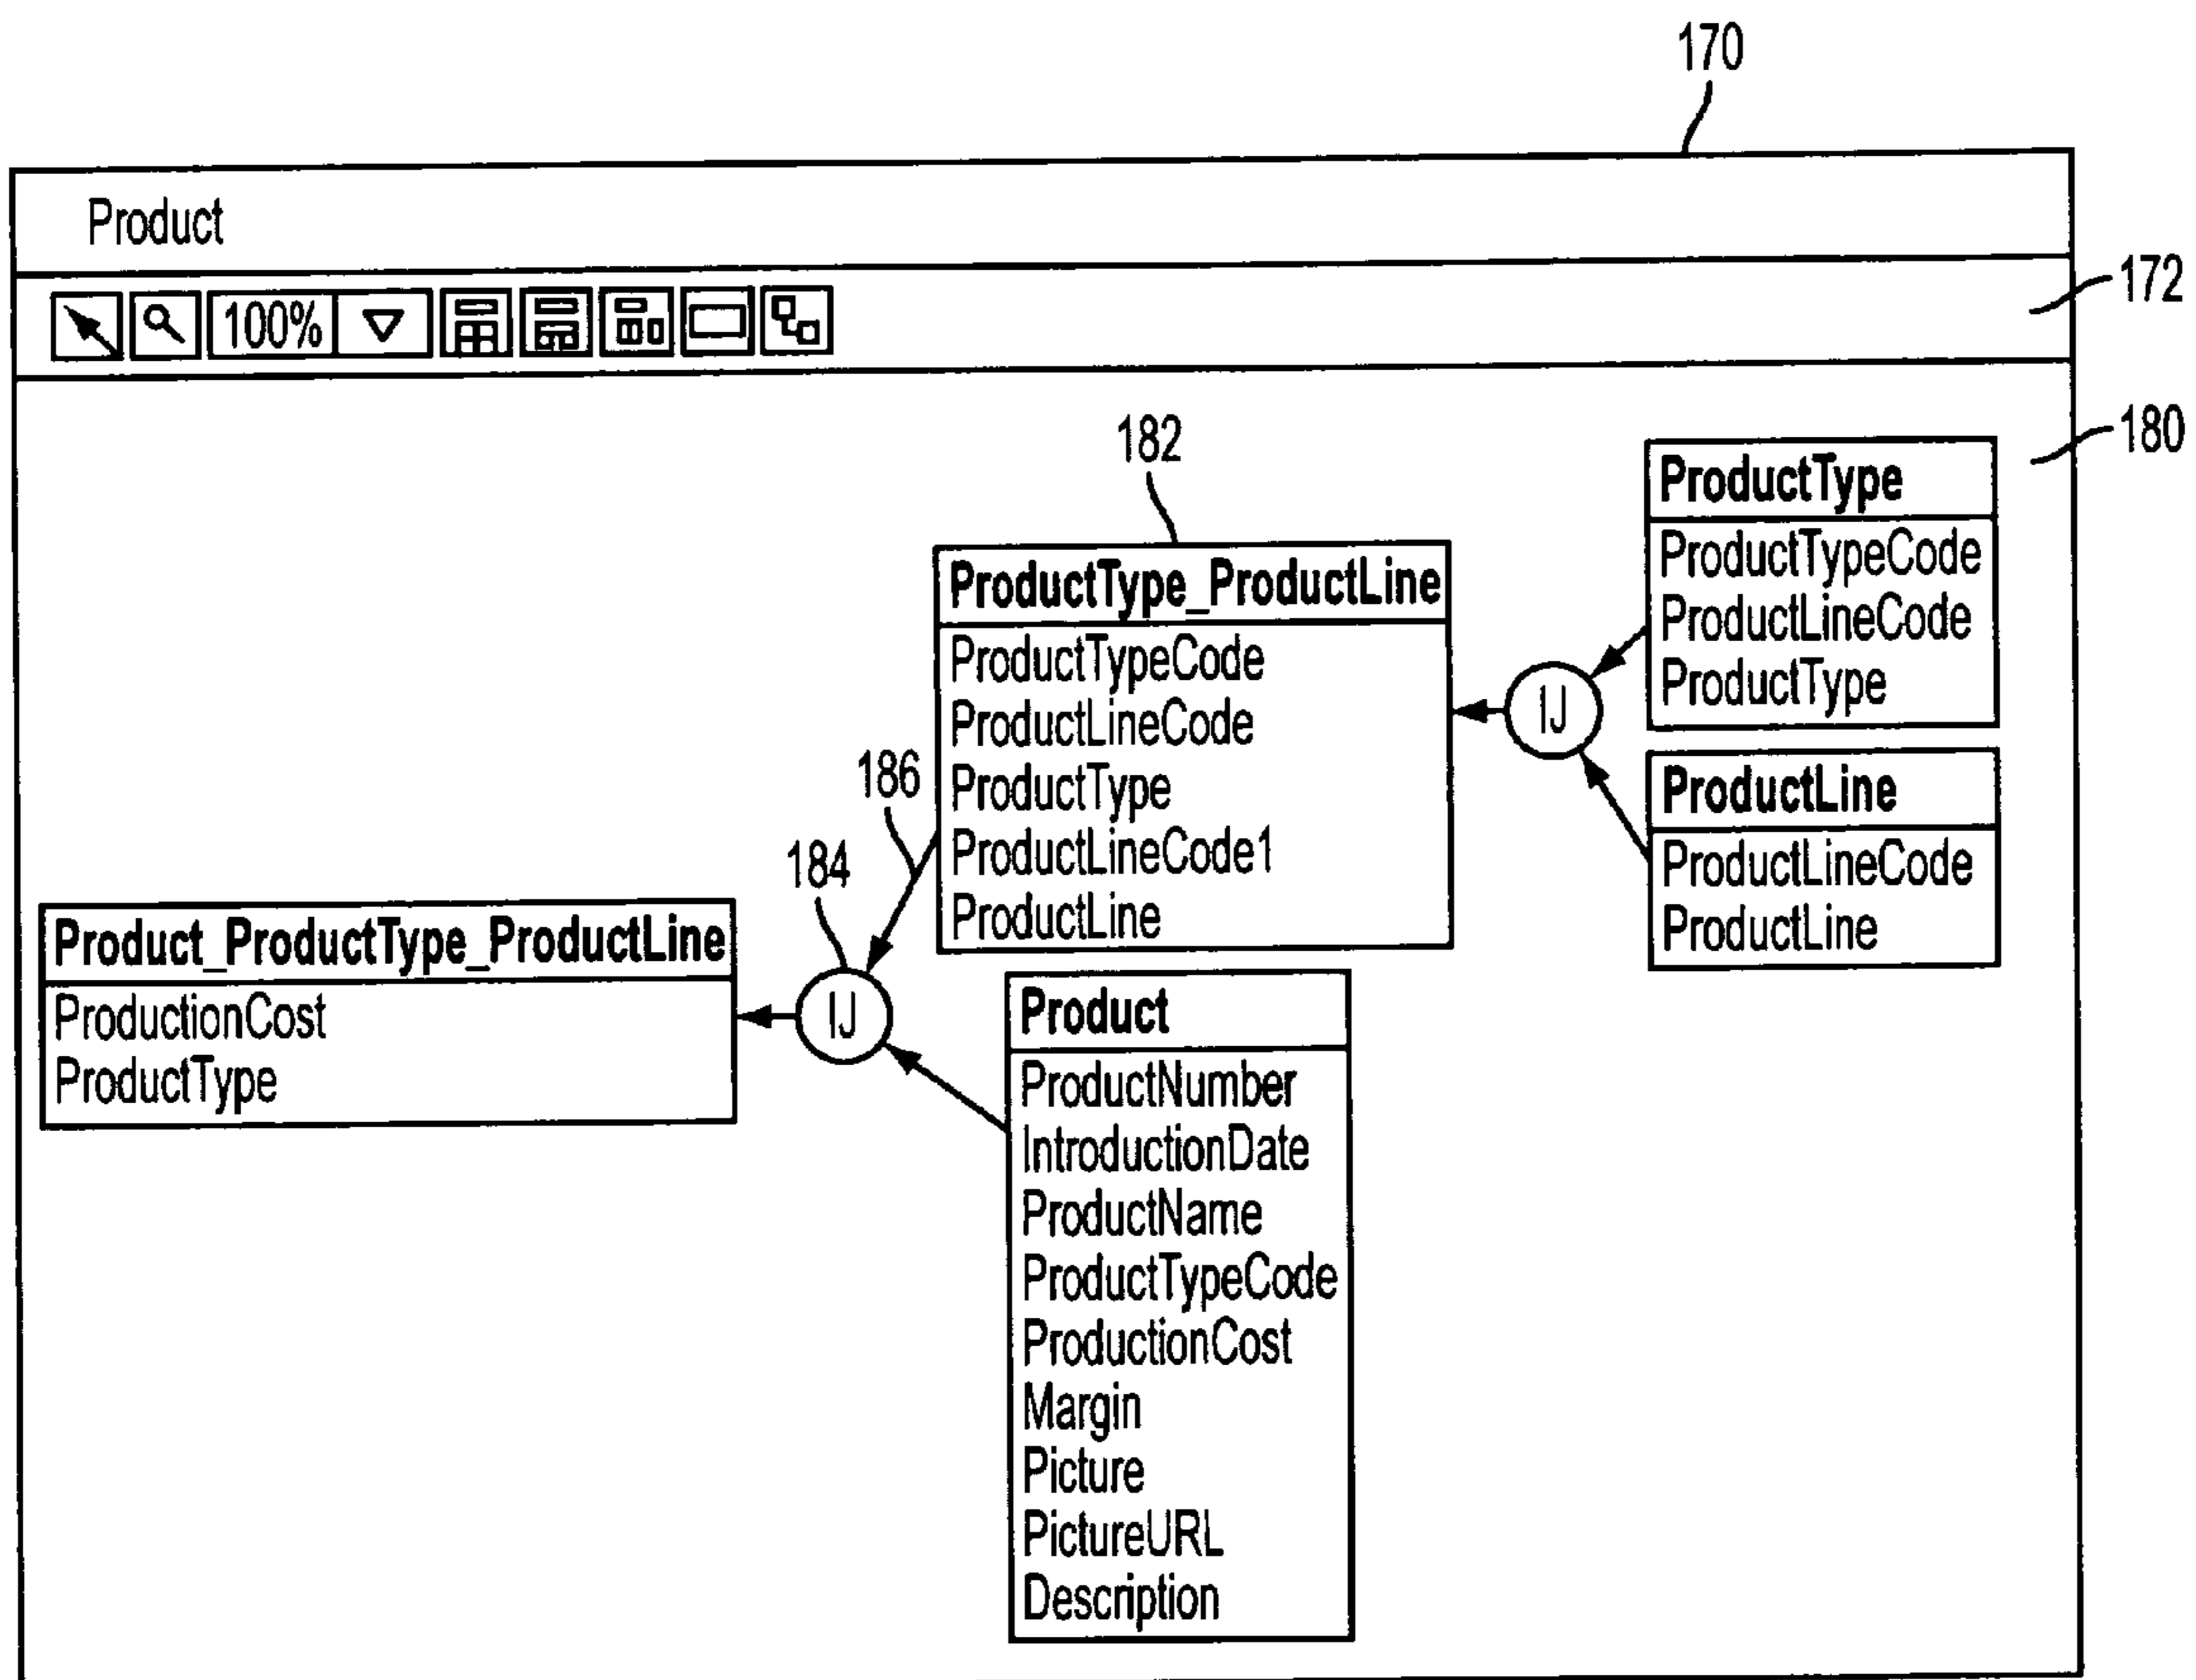 170
Product
172
100%
180
182
ProductType
ProductTypeCode
ProductLineCode
ProductType
ProductType_ProductLine
ProductTypeCode
ProductLineCode
ProductType
ProductLineCode1
ProductLine
IJ
ProductLine
ProductLineCode
ProductLine
186
184
Product_ProductType_ProductLine
ProductionCost
ProductType
IJ
Product
ProductNumber
IntroductionDate
ProductName
ProductTypeCode
ProductionCost
Margin
Picture
PictureURL
Description